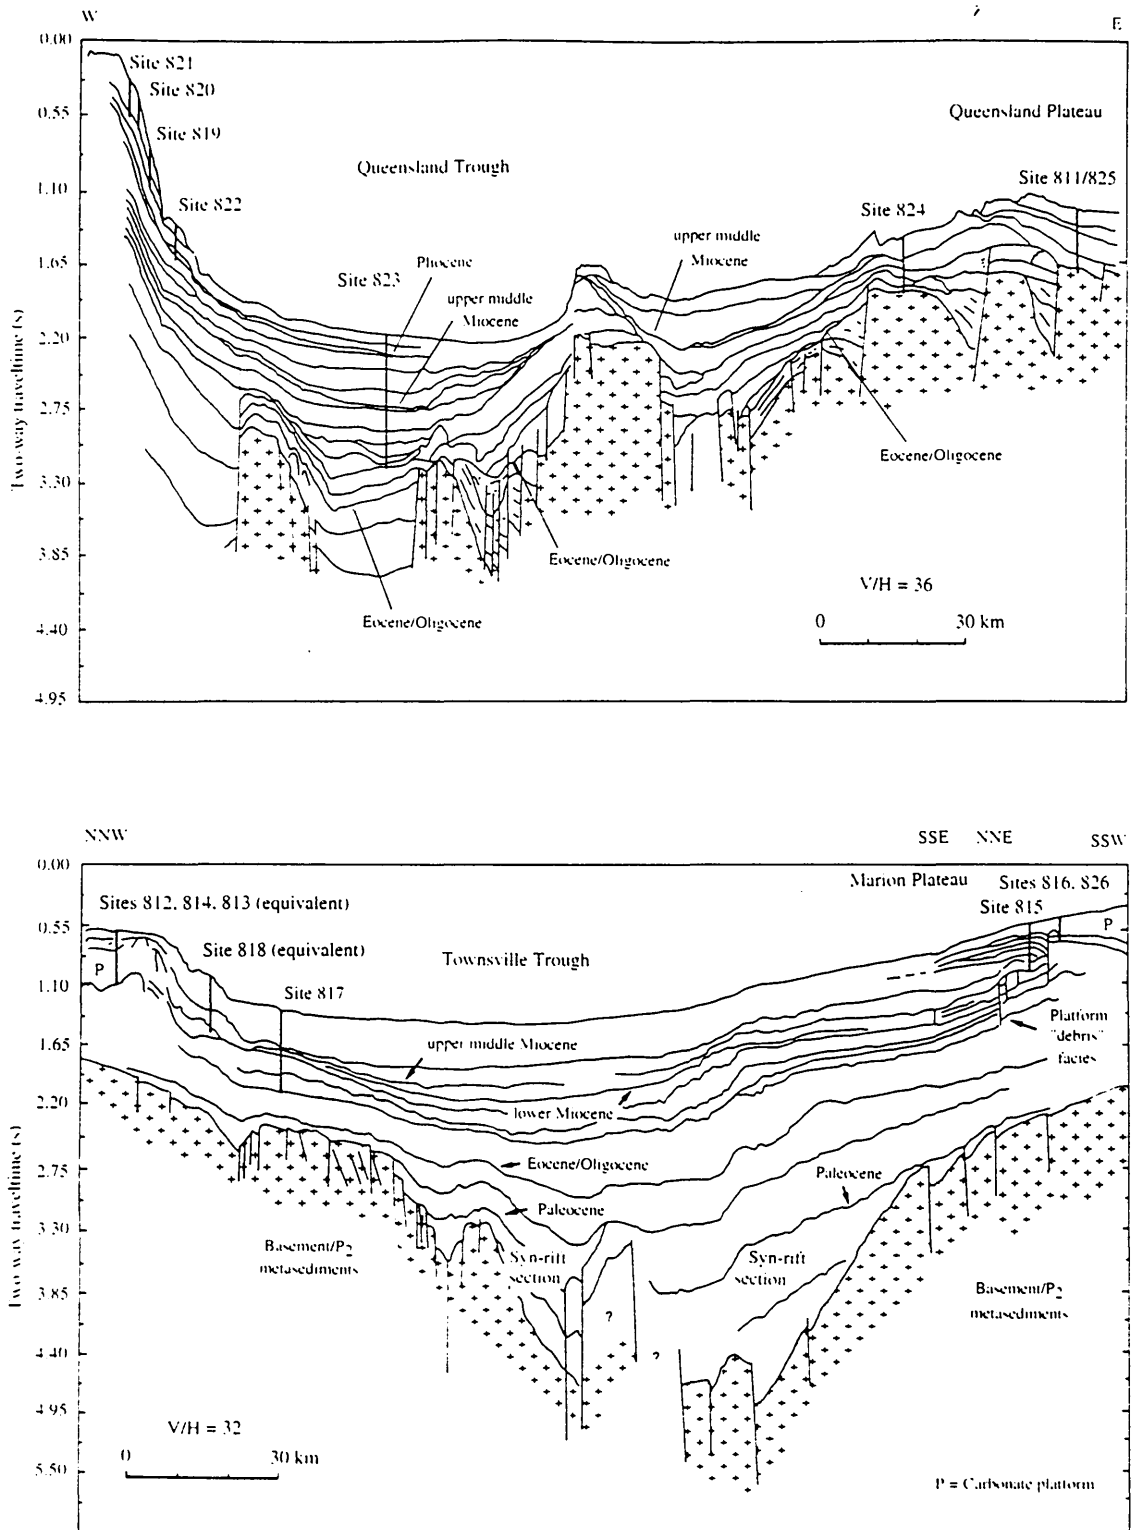 W
E
0.00
0.55
1.10
1.65
2.20
2.75
3.30
3.85
4.40
4.95
Two-way traveltime (s)
Site 821
Site 820
Site 819
Site 822
Queensland Trough
Queensland Plateau
Site 811/825
Site 824
Site 823
Pliocene
upper middle
Miocene
upper middle
Miocene
Eocene/Oligocene
Eocene/Oligocene
Eocene/Oligocene
V/H = 36
0
30 km
NNW
SSE
NNE
SSW
0.00
0.55
1.10
1.65
2.20
2.75
3.30
3.85
4.40
4.95
5.50
Two-way traveltime (s)
Sites 812, 814, 813 (equivalent)
Site 818 (equivalent)
Site 817
Townsville Trough
Marion Plateau
Sites 816, 826
Site 815
P
P
Platform
"debris"
facies
upper middle Miocene
lower Miocene
Eocene/Oligocene
Paleocene
Paleocene
Syn-rift
section
Syn-rift
section
Basement/P2
metasediments
Basement/P2
metasediments
?
?
V/H = 32
0
30 km
P = Carbonate platform